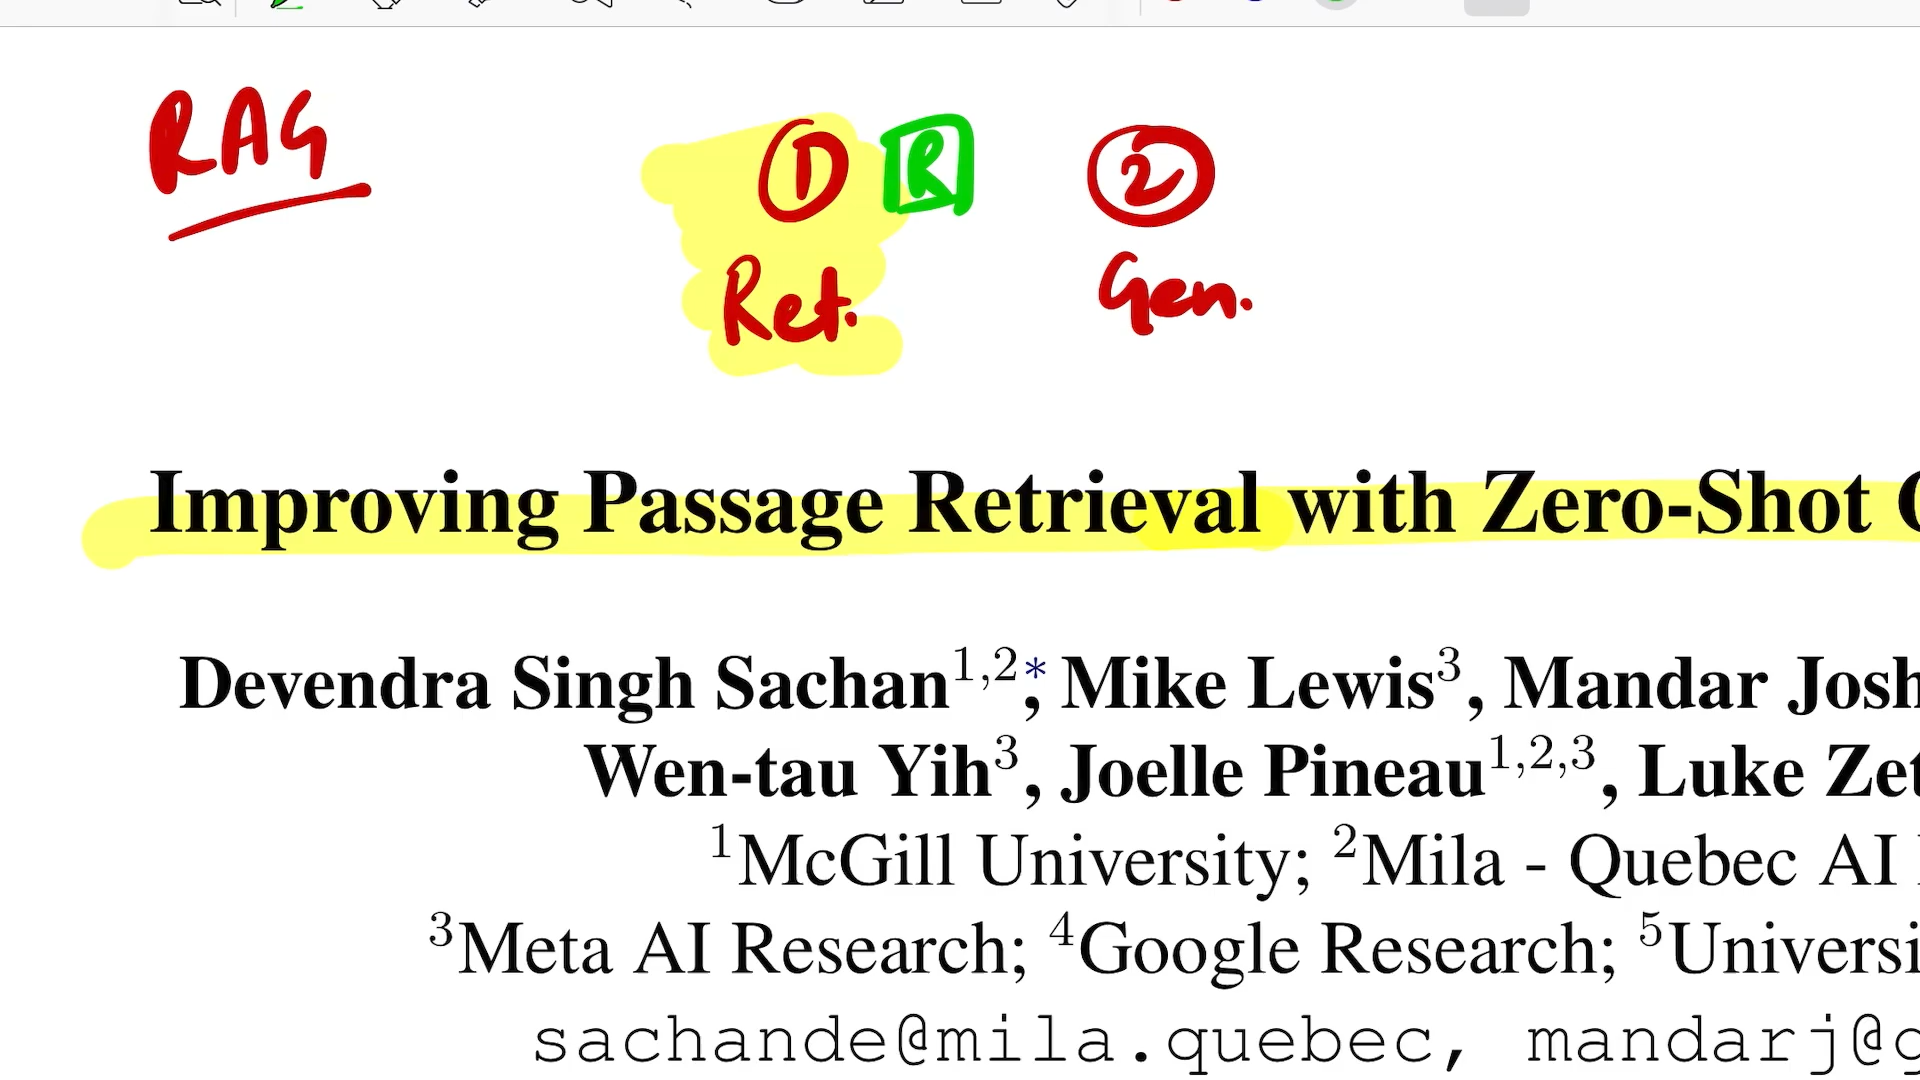 RAG
1 R 2
Ret. Gen.
Improving Passage Retrieval with Zero-Shot
Devendra Singh Sachan1,2*, Mike Lewis3, Mandar Josh
Wen-tau Yih3, Joelle Pineau1,2,3, Luke Zet
1McGill University; 2Mila - Quebec AI
3Meta AI Research; 4Google Research; 5Universi
sachande@mila.quebec, mandarj@g